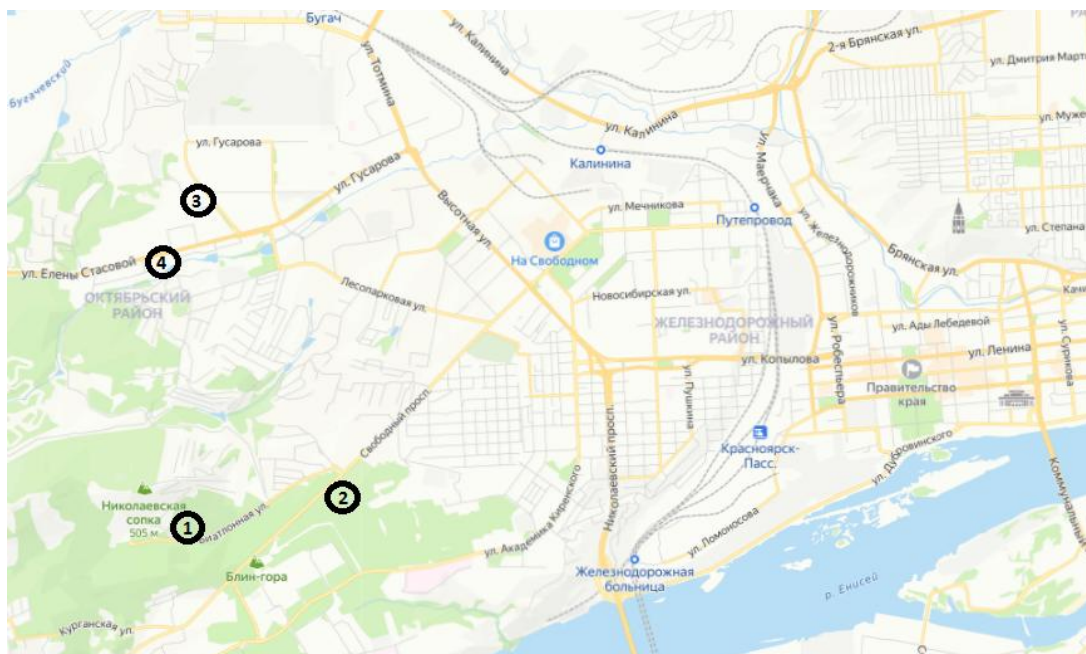 Бугач
ул. Калинина
2-я Брянская ул.
ул. Дмитрия Март
Бугачевский
ул. Тотмина
ул. Муже
ул. Гусарова
ул. Гусарова
ул. Калинина
Калинина
ул. Маерчака
3
Высотная ул.
ул. Мечникова
Путепровод
ул. Железнодорожников
ул. Степана
4
ул. Елены Стасовой
На Свободном
Брянская ул.
ОКТЯБРЬСКИЙ
РАЙОН
Лесопарковая ул.
Новосибирская ул.
Качи
ЖЕЛЕЗНОДОРОЖНЫЙ
РАЙОН
ул. Ады Лебедевой
ул. Копылова
ул. Робеспьера
ул. Ленина
ул. Сурикова
Правительство
края
Свободный просп.
ул. Пушкина
Николаевский просп.
Красноярск-
Пасс.
ул. Дубровинского
Коммунальный
Николаевская
сопка
505 м
1
2
Биатлонная ул.
ул. Академика Киренского
ул. Ломоносова
Блин-гора
Железнодорожная
больница
р. Енисей
Курганская ул.